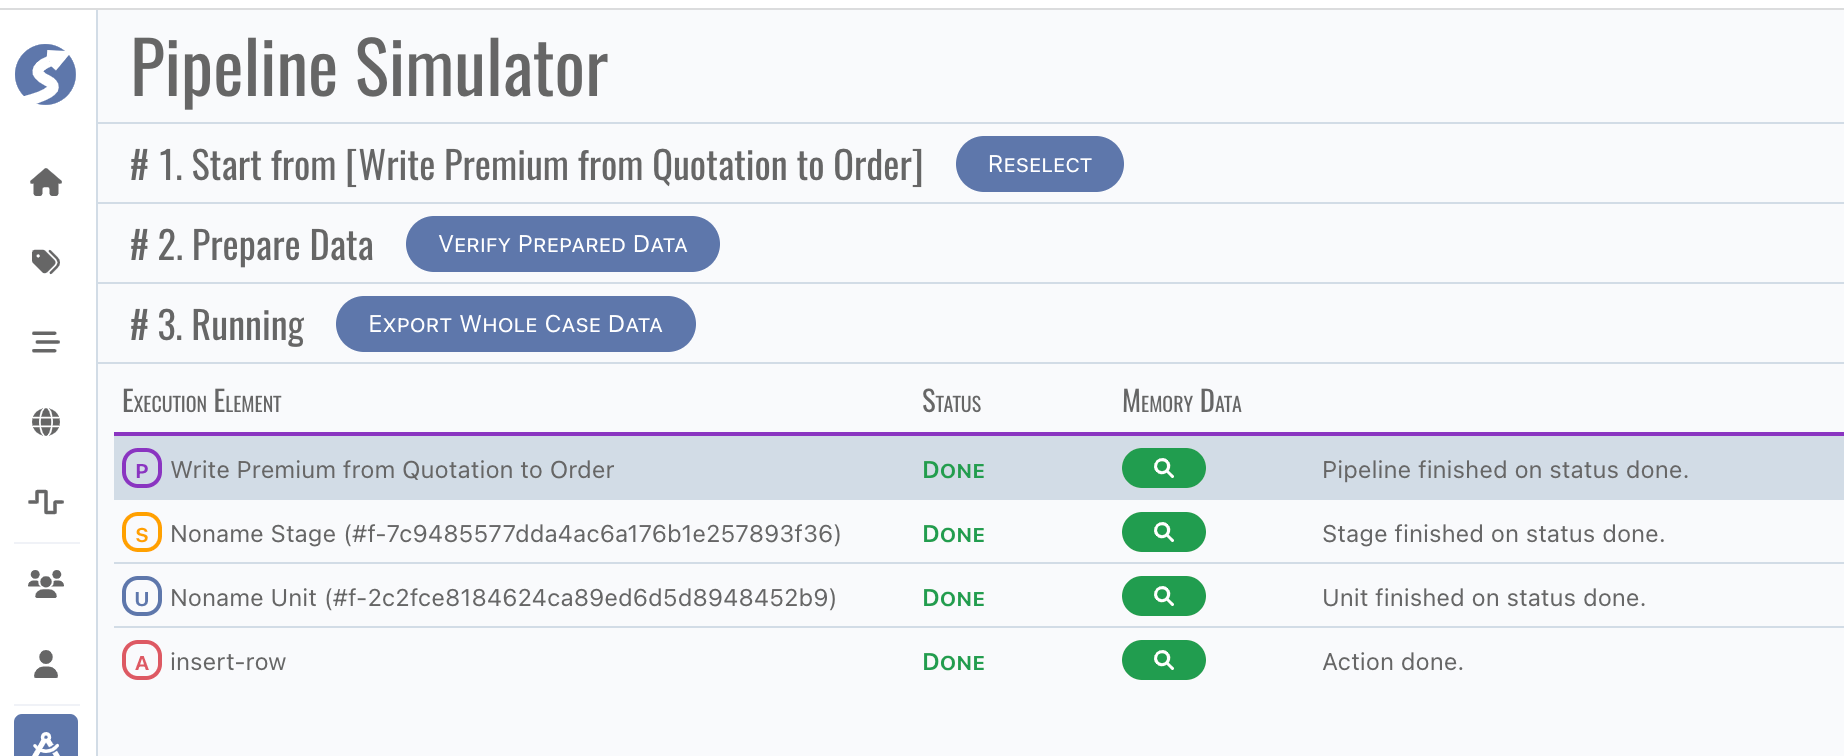 Pipeline Simulator
# 1. Start from [Write Premium from Quotation to Order] RESELECT
# 2. Prepare Data VERIFY PREPARED DATA
# 3. Running EXPORT WHOLE CASE DATA
EXECUTION ELEMENT STATUS MEMORY DATA
P Write Premium from Quotation to Order DONE Pipeline finished on status done.
S Noname Stage (#f-7c9485577dda4ac6a176b1e257893f36) DONE Stage finished on status done.
U Noname Unit (#f-2c2fce8184624ca89ed6d5d8948452b9) DONE Unit finished on status done.
A insert-row DONE Action done.